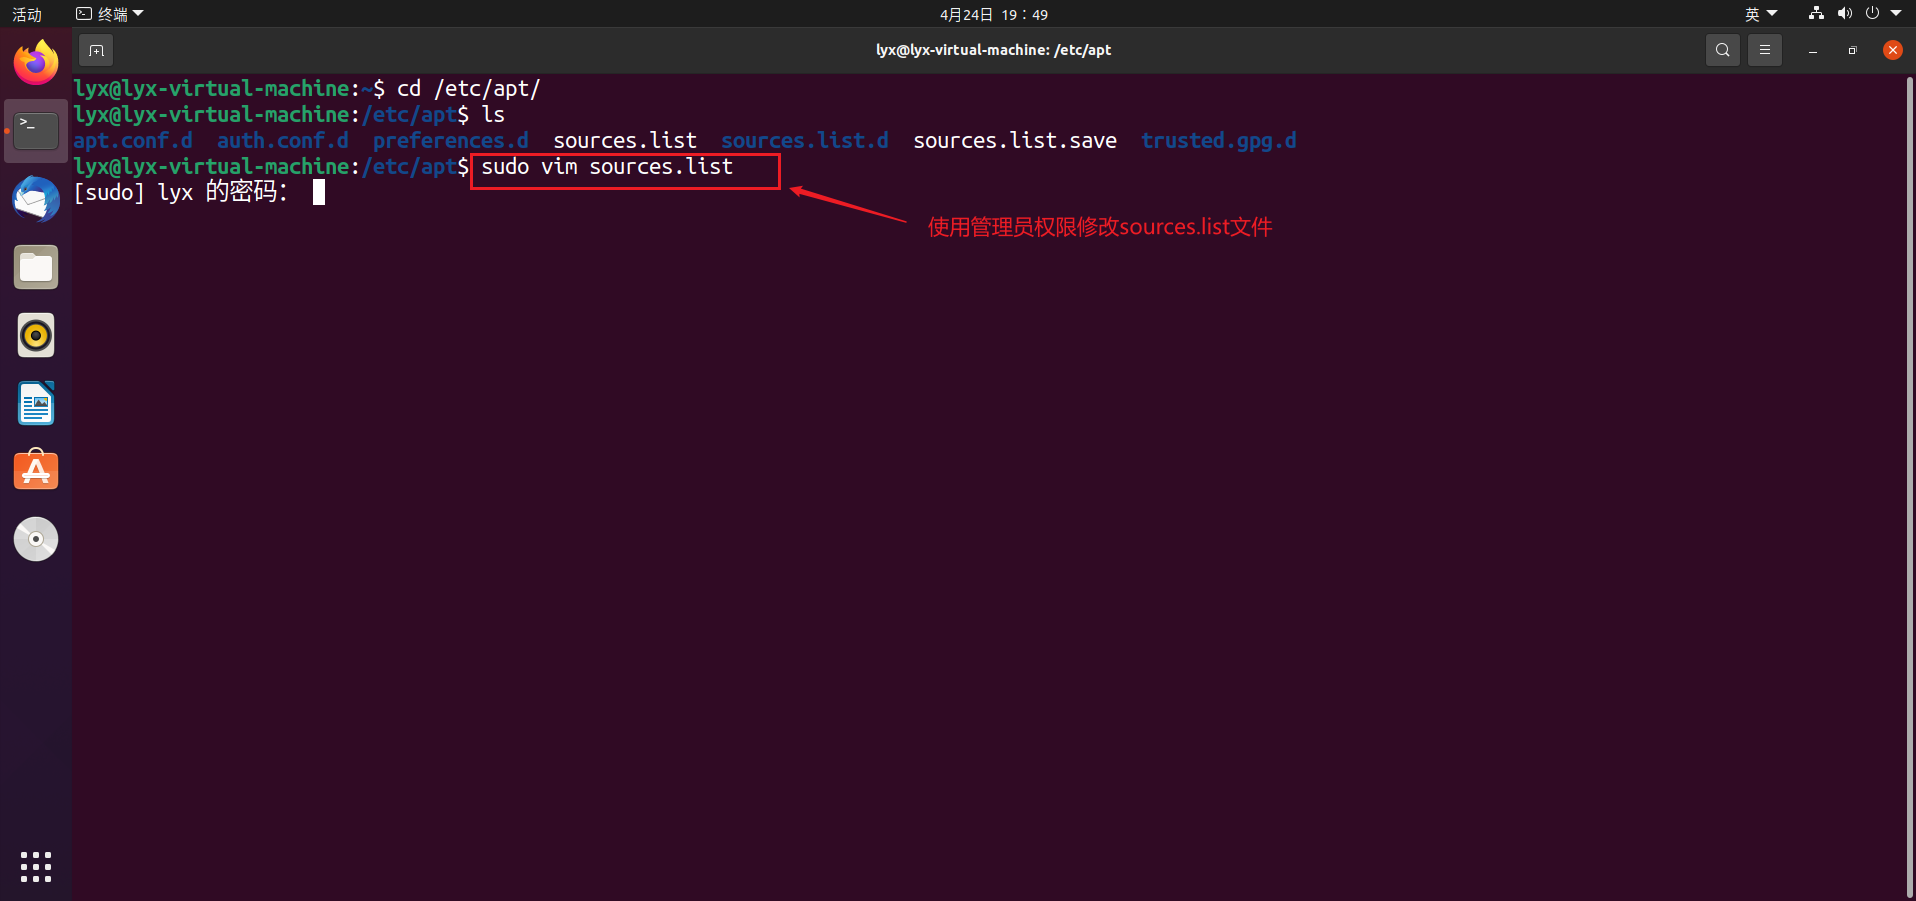 活动 终端 4月24日 19：49 英
lyx@lyx-virtual-machine: /etc/apt
lyx@lyx-virtual-machine:~$ cd /etc/apt/
lyx@lyx-virtual-machine:/etc/apt$ ls
apt.conf.d auth.conf.d preferences.d sources.list sources.list.d sources.list.save trusted.gpg.d
lyx@lyx-virtual-machine:/etc/apt$ sudo vim sources.list
[sudo] lyx 的密码：
使用管理员权限修改sources.list文件